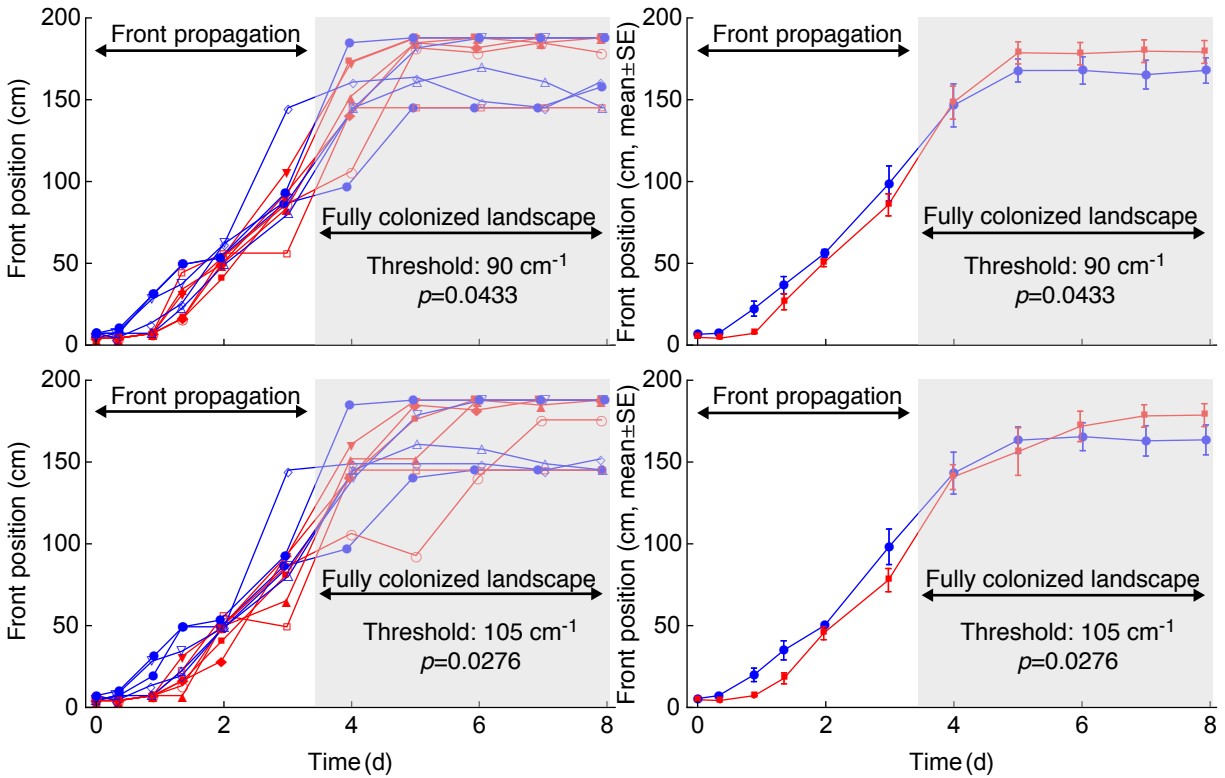 200
150
100
50
0
Front position (cm)
Front propagation
Fully colonized landscape
Threshold: 90 cm⁻¹
p=0.0433
200
150
100
50
0
Front position (cm, mean±SE)
Front propagation
Fully colonized landscape
Threshold: 90 cm⁻¹
p=0.0433
200
150
100
50
0
Front position (cm)
Front propagation
Fully colonized landscape
Threshold: 105 cm⁻¹
p=0.0276
0 2 4 6 8
Time (d)
200
150
100
50
0
Front position (cm, mean±SE)
Front propagation
Fully colonized landscape
Threshold: 105 cm⁻¹
p=0.0276
0 2 4 6 8
Time (d)